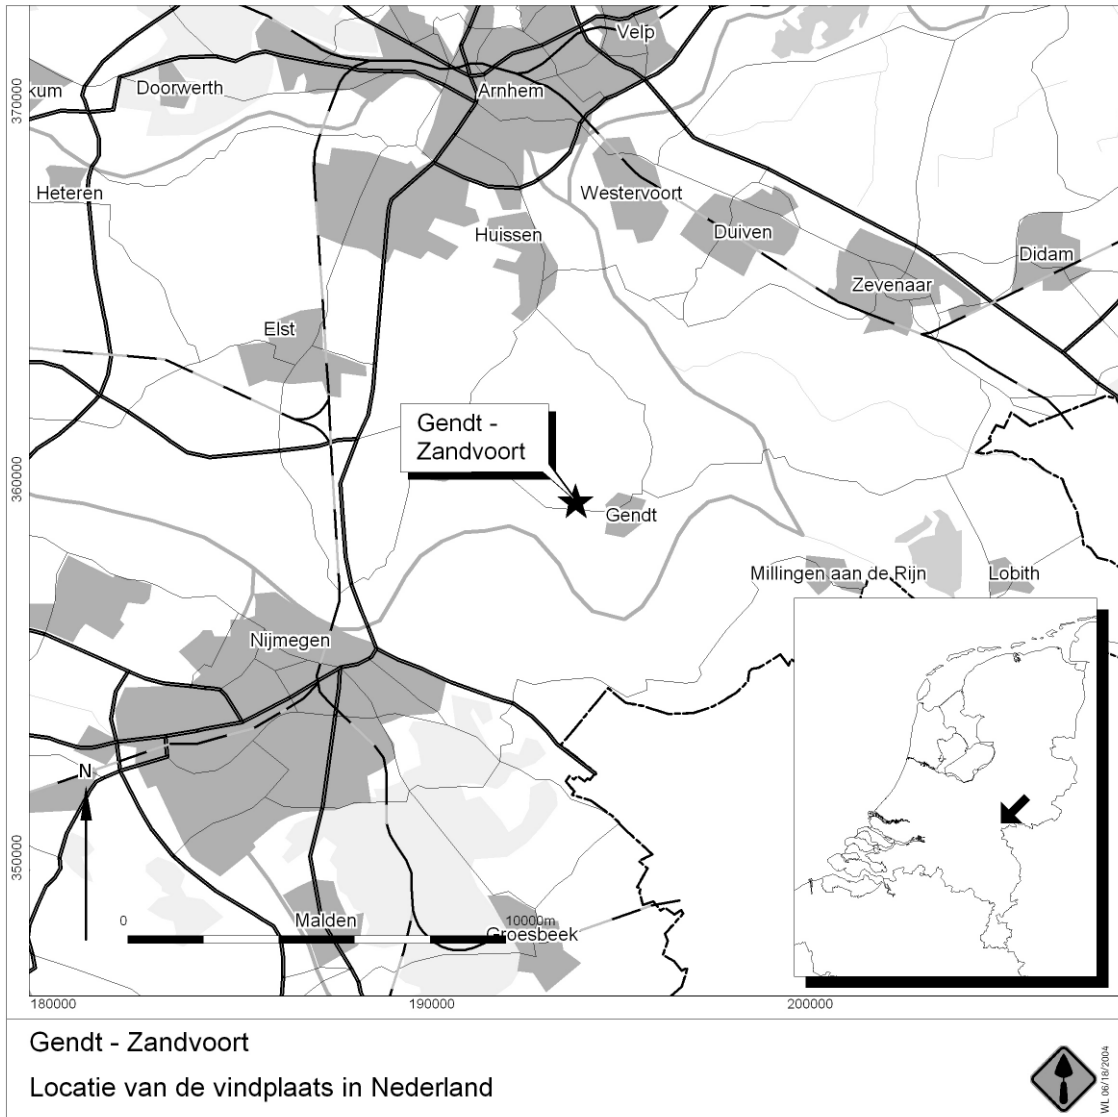 Velp
kum
Doorwerth
Arnhem
370000
Heteren
Westervoort
Huissen
Duiven
Didam
Zevenaar
Elst
Gendt -
Zandvoort
360000
Gendt
Millingen aan de Rijn
Lobith
Nijmegen
N
350000
0
10000m
Malden
Groesbeek
180000
190000
200000
Gendt - Zandvoort
Locatie van de vindplaats in Nederland
WL 06/18/2004